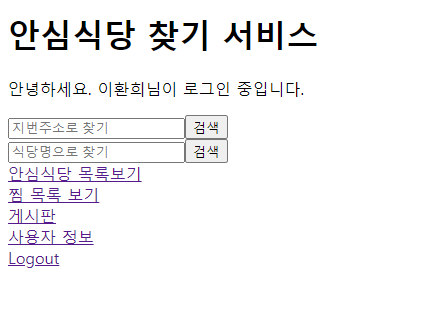 안심식당 찾기 서비스
안녕하세요. 이환희님이 로그인 중입니다.
지번주소로 찾기 검색
식당명으로 찾기 검색
안심식당 목록보기
찜 목록 보기
게시판
사용자 정보
Logout